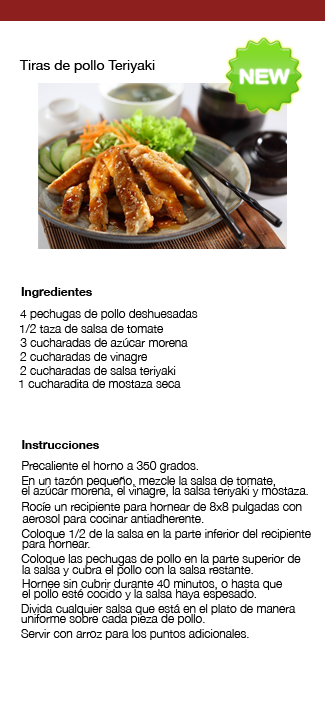 Tiras de pollo Teriyaki
NEW
Ingredientes
4 pechugas de pollo deshuesadas
1/2 taza de salsa de tomate
3 cucharadas de azúcar morena
2 cucharadas de vinagre
2 cucharadas de salsa teriyaki
1 cucharadita de mostaza seca
Instrucciones
Precaliente el horno a 350 grados.
En un tazón pequeño, mezcle la salsa de tomate,
el azúcar morena, el vinagre, la salsa teriyaki y mostaza.
Rocíe un recipiente para hornear de 8x8 pulgadas con
aerosol para cocinar antiadherente.
Coloque 1/2 de la salsa en la parte inferior del recipiente
para hornear.
Coloque las pechugas de pollo en la parte superior de
la salsa y cubra el pollo con la salsa restante.
Hornee sin cubrir durante 40 minutos, o hasta que
el pollo esté cocido y la salsa haya espesado.
Divida cualquier salsa que está en el plato de manera
uniforme sobre cada pieza de pollo.
Servir con arroz para los puntos adicionales.